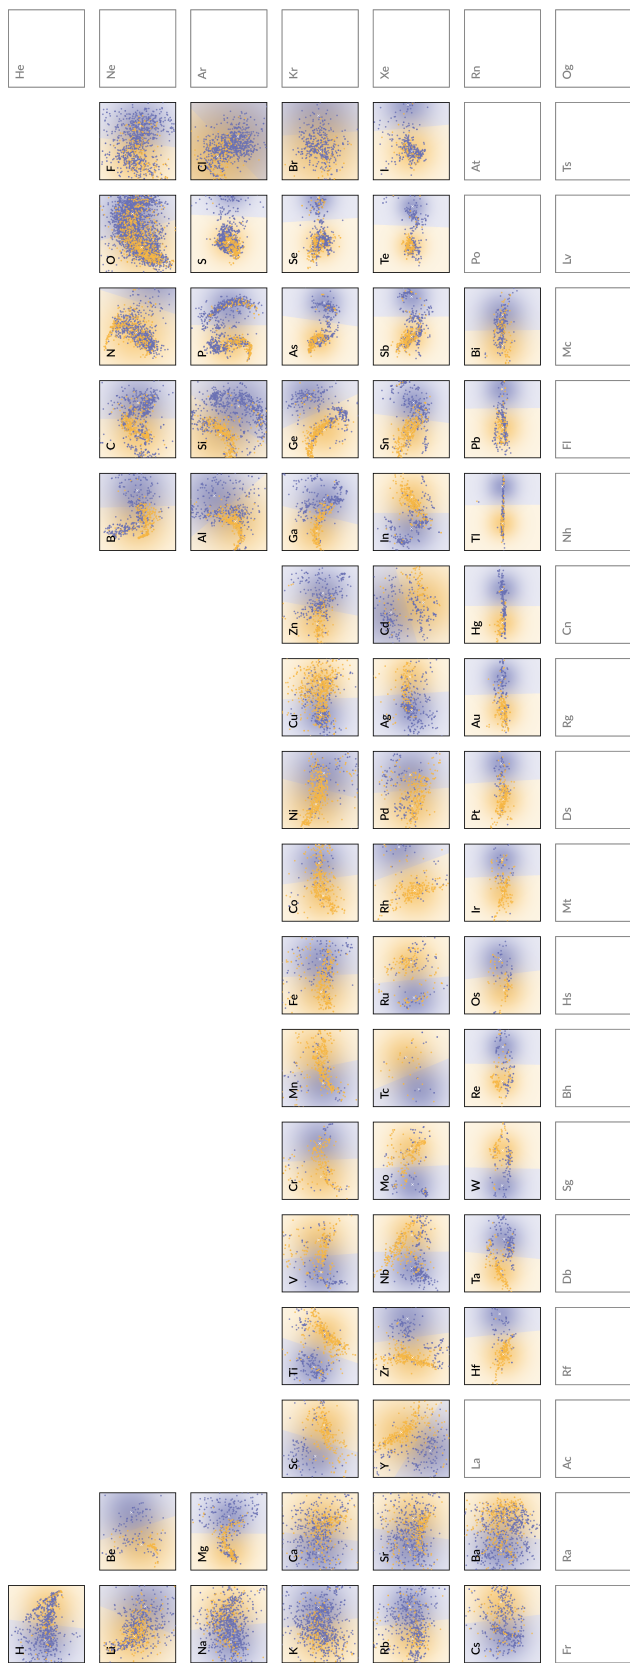 H He
Li Be B C N O F Ne
Na Mg Al Si P S Cl Ar
K Ca Sc Ti V Cr Mn Fe Co Ni Cu Zn Ga Ge As Se Br Kr
Rb Sr Y Zr Nb Mo Tc Ru Rh Pd Ag Cd In Sn Sb Te I Xe
Cs Ba La Hf Ta W Re Os Ir Pt Au Hg Tl Pb Bi Po At Rn
Fr Ra Ac Rf Db Sg Bh Hs Mt Ds Rg Cn Nh Fl Mc Lv Ts Og